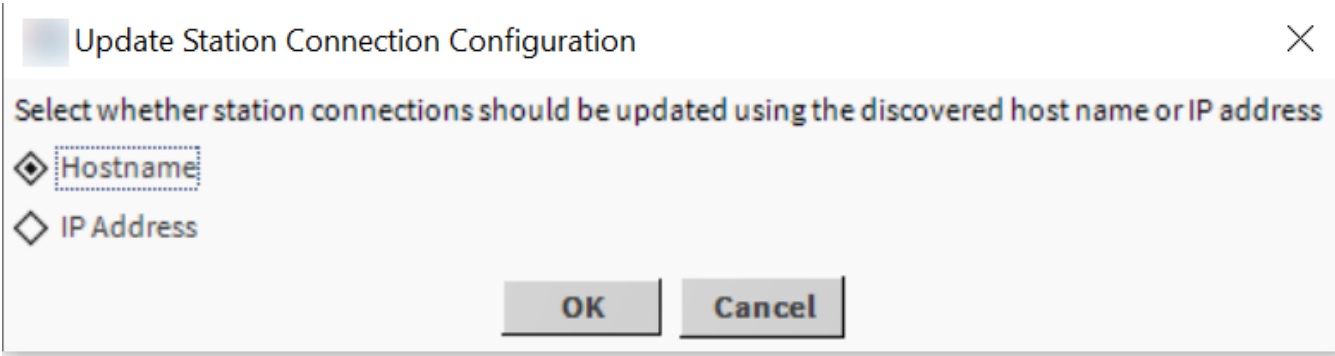 Update Station Connection Configuration
Select whether station connections should be updated using the discovered host name or IP address
Hostname
IP Address
OK Cancel